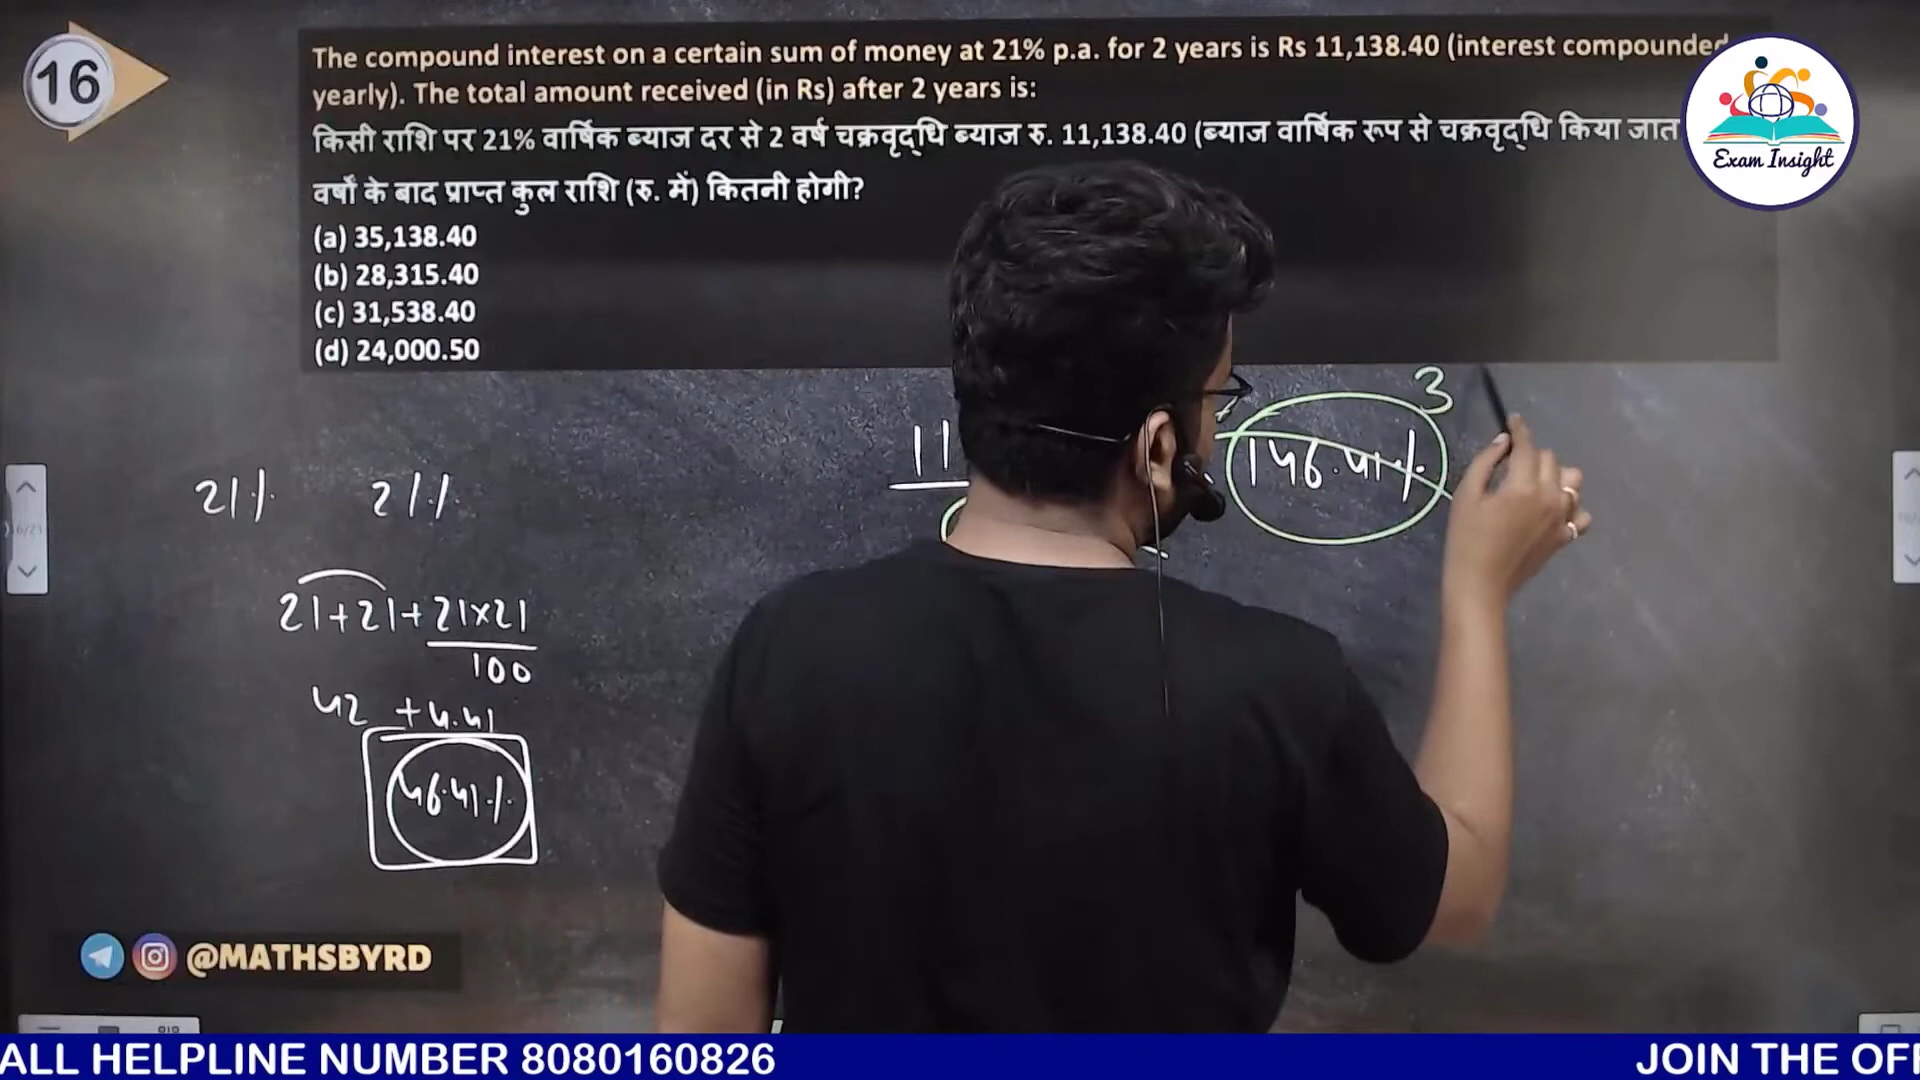 16
The compound interest on a certain sum of money at 21% p.a. for 2 years is Rs 11,138.40 (interest compounded
yearly). The total amount received (in Rs) after 2 years is:
किसी राशि पर 21% वार्षिक ब्याज दर से 2 वर्ष चक्रवृद्धि ब्याज रु. 11,138.40 (ब्याज वार्षिक रूप से चक्रवृद्धि किया जात
वर्षों के बाद प्राप्त कुल राशि (रु. में) कितनी होगी?
(a) 35,138.40
(b) 28,315.40
(c) 31,538.40
(d) 24,000.50
Exam Insight
3
11
146.41%
21% 21%
21+21+21x21
100
42 +4.41
46.41%
@MATHSBYRD
ALL HELPLINE NUMBER 8080160826
JOIN THE OFF